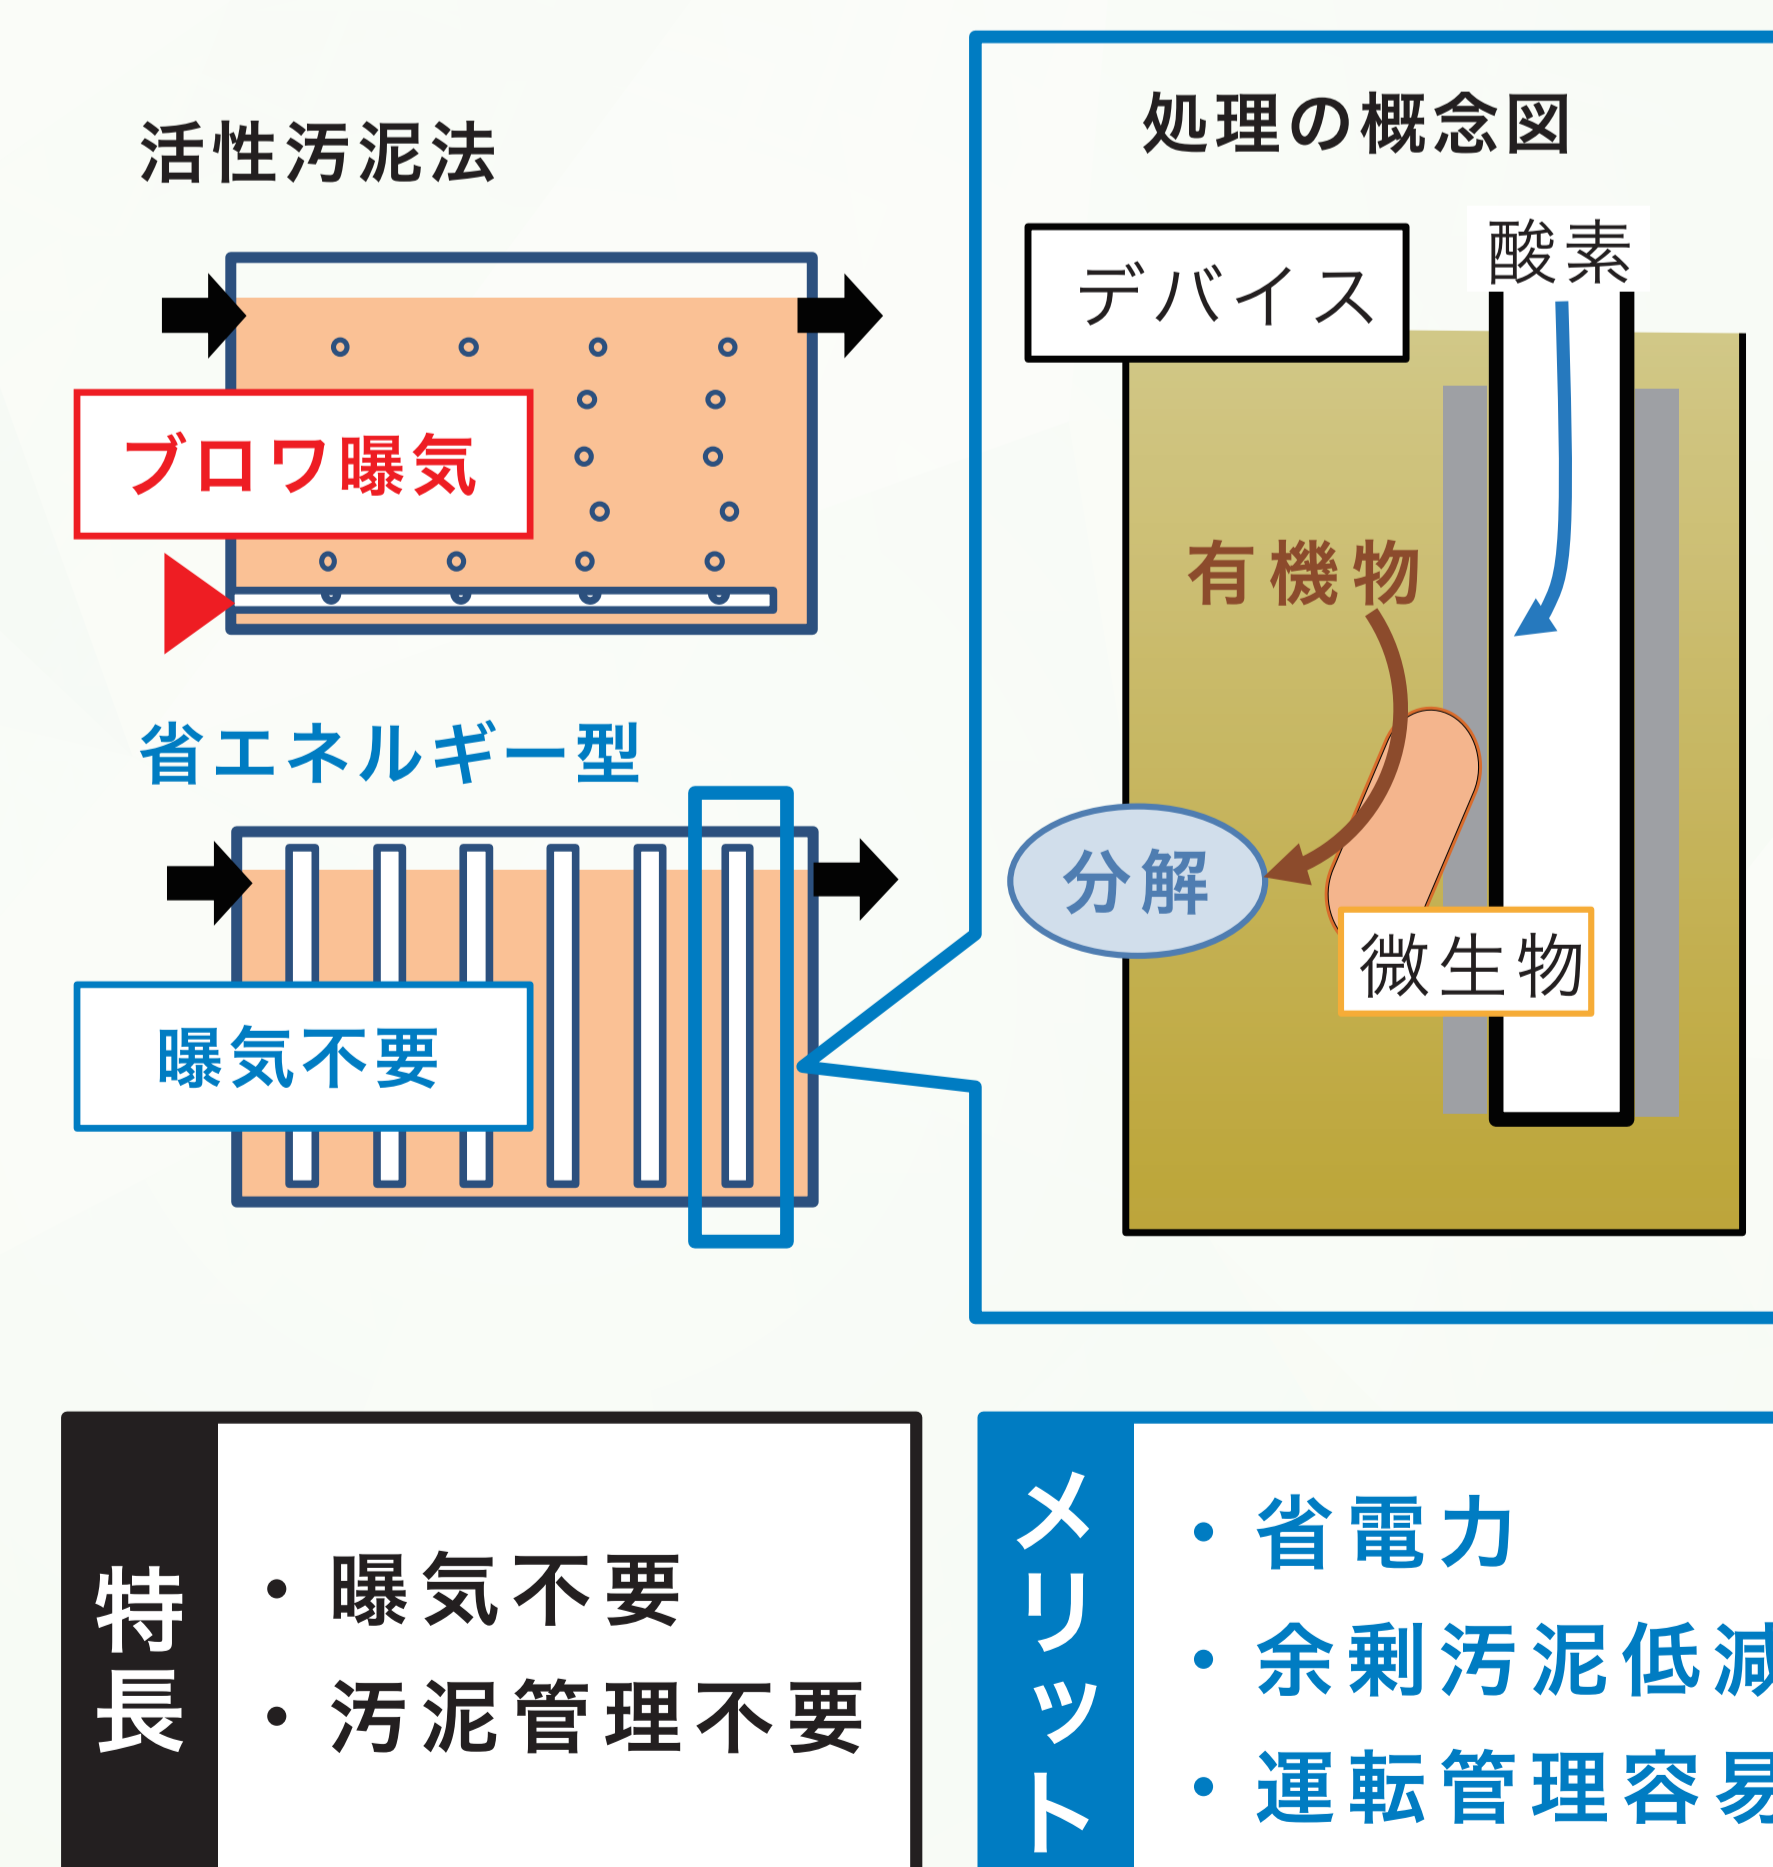 活性汚泥法
ブロワ曝気
省エネルギー型
曝気不要
処理の概念図
デバイス
酸素
有機物
分解
微生物
特長
・曝気不要
・汚泥管理不要
メリット
・省電力
・余剰汚泥低減
・運転管理容易